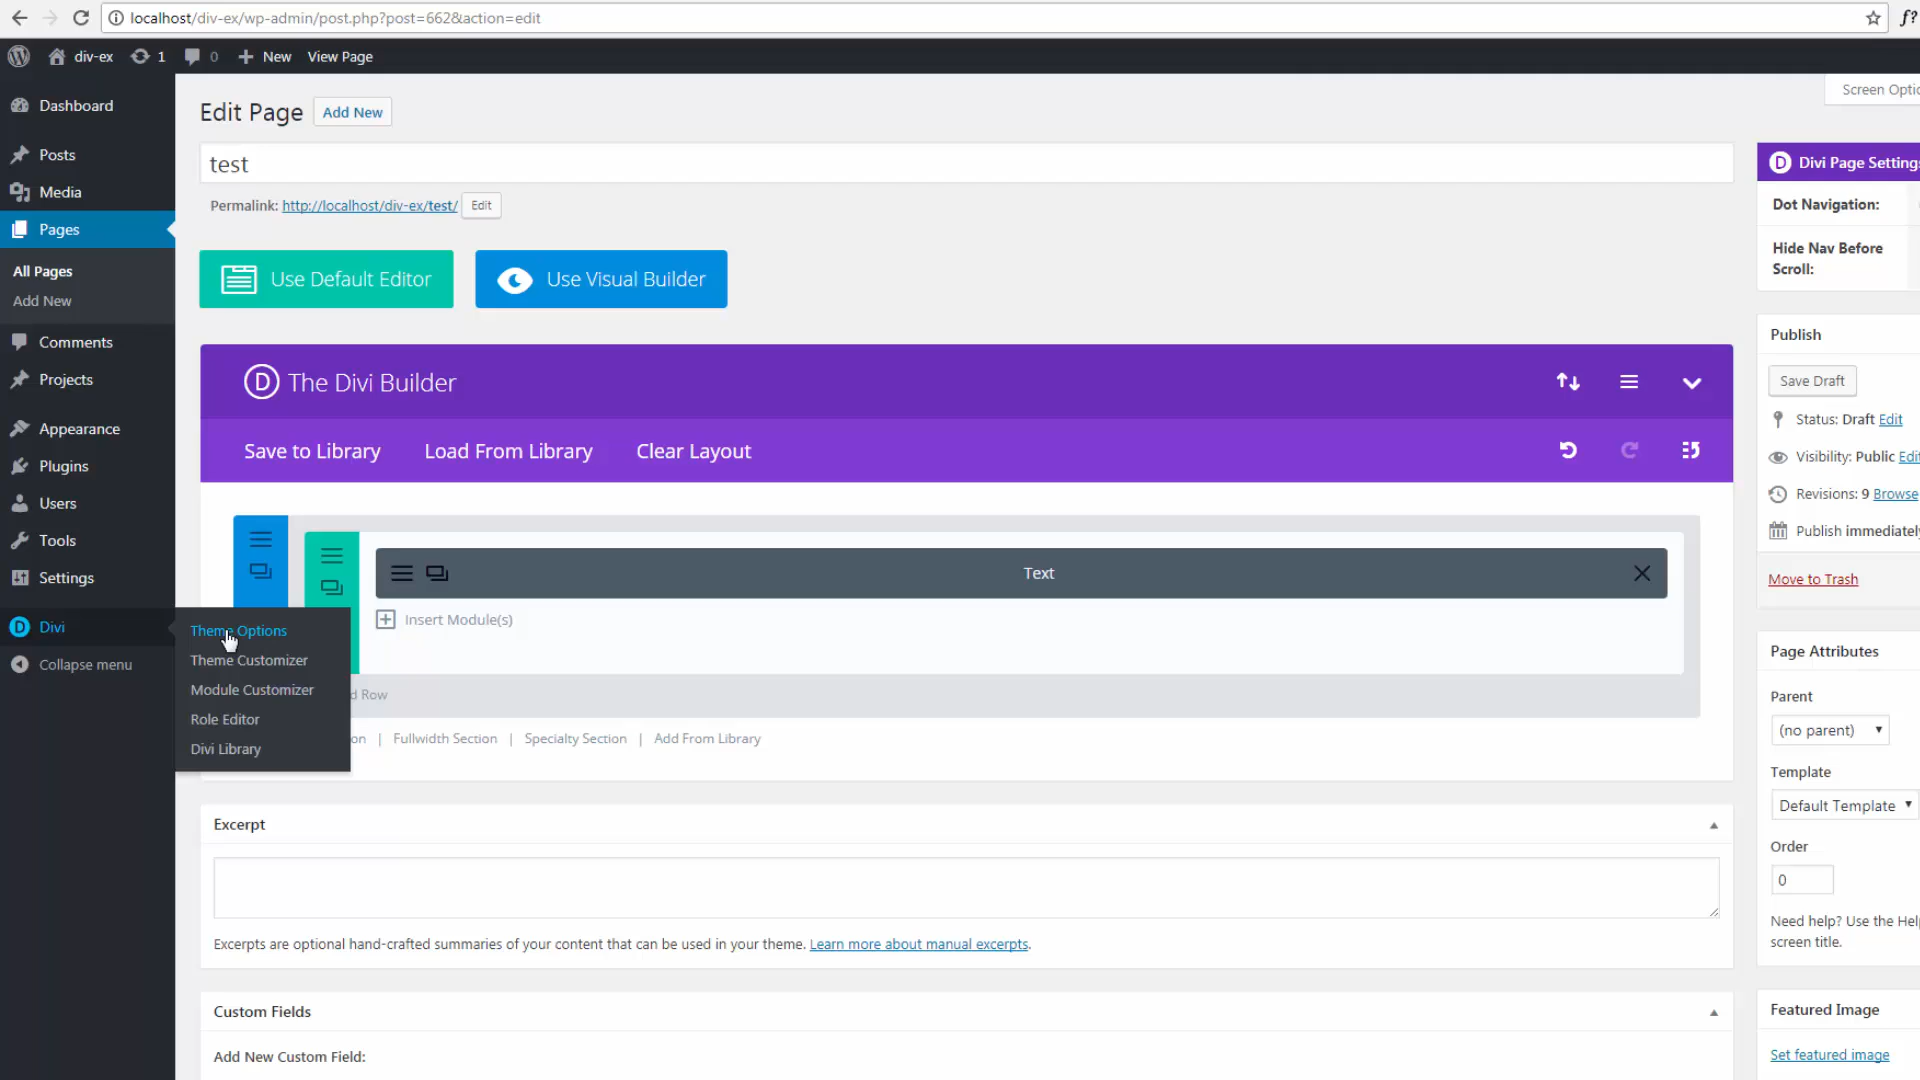 localhost/div-ex/wp-admin/post.php?post=662&action=edit
f?
div-ex 1 0 New View Page
Screen Optio
Dashboard
Posts
Media
Pages
All Pages
Add New
Comments
Projects
Appearance
Plugins
Users
Tools
Settings
Divi
Collapse menu
Theme Options
Theme Customizer
Module Customizer
Role Editor
Divi Library
Edit Page Add New
test
Permalink: http://localhost/div-ex/test/ Edit
Use Default Editor Use Visual Builder
D The Divi Builder
Save to Library Load From Library Clear Layout
Text
Insert Module(s)
d Row
on | Fullwidth Section | Specialty Section | Add From Library
Excerpt
Excerpts are optional hand-crafted summaries of your content that can be used in your theme. Learn more about manual excerpts.
Custom Fields
Add New Custom Field:
D Divi Page Settings
Dot Navigation:
Hide Nav Before
Scroll:
Publish
Save Draft
Status: Draft Edit
Visibility: Public Edit
Revisions: 9 Browse
Publish immediately
Move to Trash
Page Attributes
Parent
(no parent)
Template
Default Template
Order
0
Need help? Use the Help
screen title.
Featured Image
Set featured image